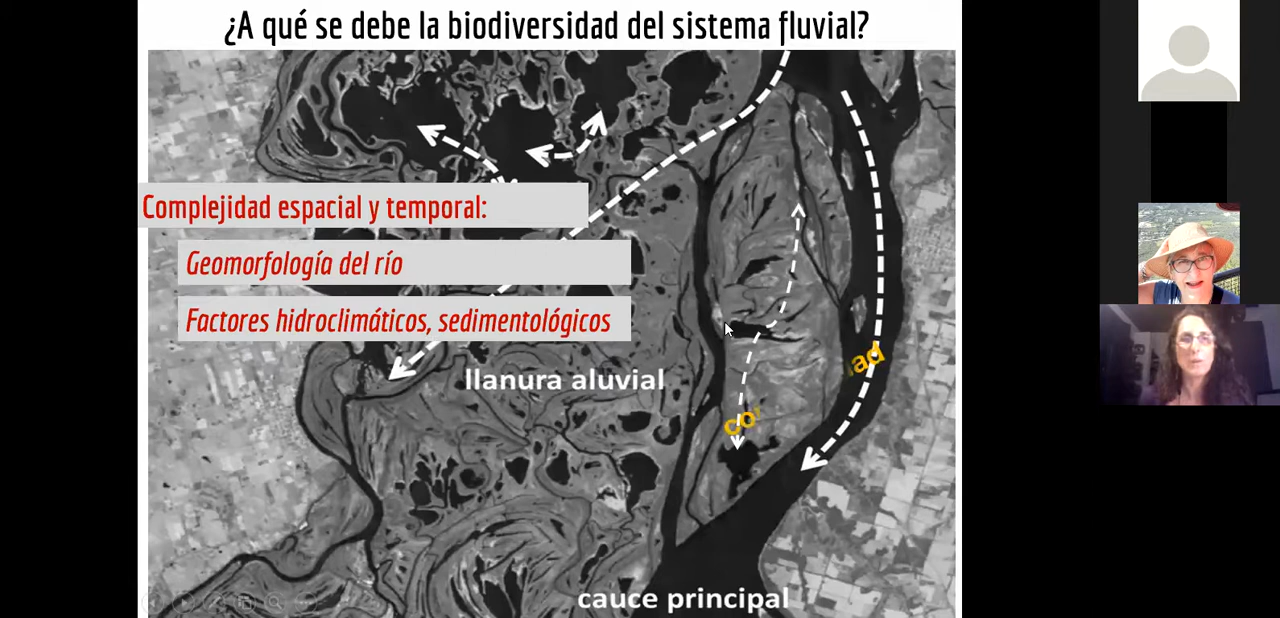 ¿A qué se debe la biodiversidad del sistema fluvial?
Complejidad espacial y temporal:
Geomorfología del río
Factores hidroclimáticos, sedimentológicos
llanura aluvial
cauce principal